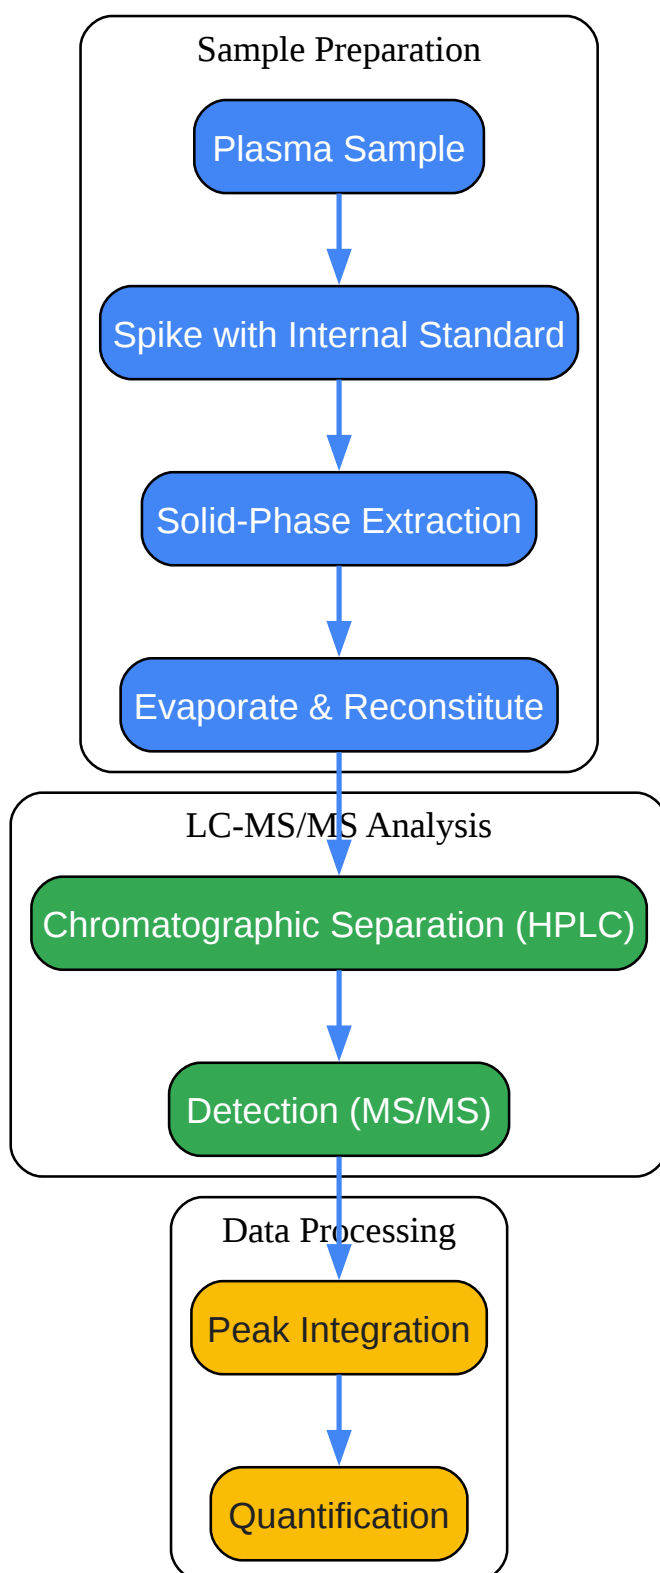 Sample Preparation
Plasma Sample
Spike with Internal Standard
Solid-Phase Extraction
Evaporate & Reconstitute
LC-MS/MS Analysis
Chromatographic Separation (HPLC)
Detection (MS/MS)
Data Processing
Peak Integration
Quantification